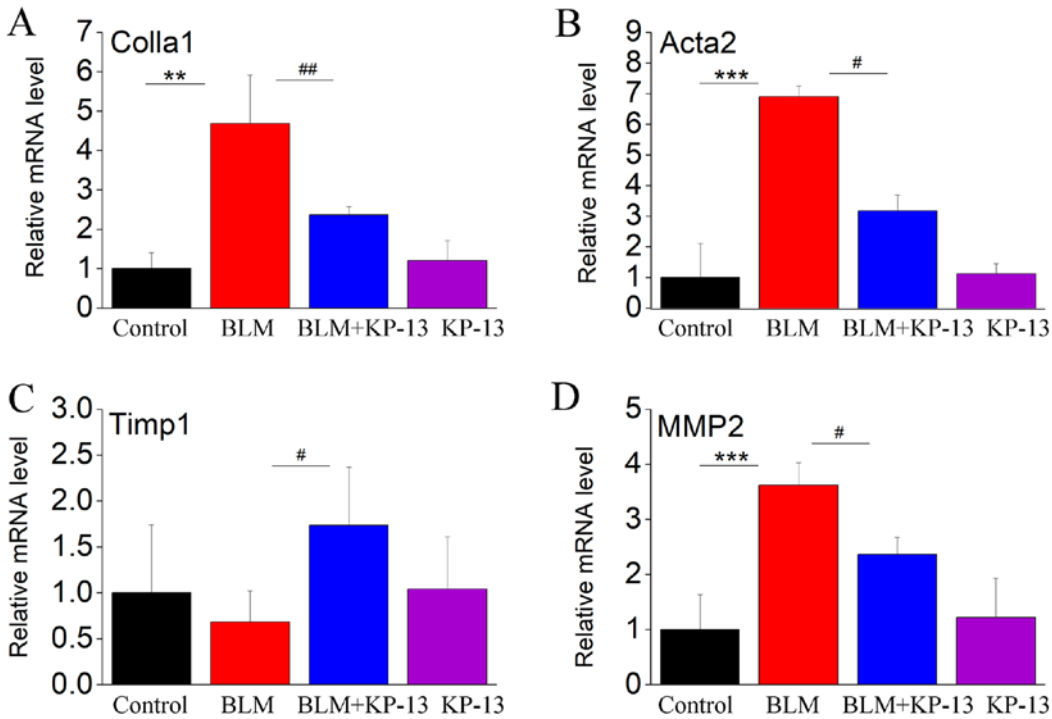 A
Colla1
Relative mRNA level
7
6
5
4
3
2
1
0
**
##
Control BLM BLM+KP-13 KP-13
B
Acta2
Relative mRNA level
9
8
7
6
5
4
3
2
1
0
***
#
Control BLM BLM+KP-13 KP-13
C
Timp1
Relative mRNA level
3.0
2.5
2.0
1.5
1.0
0.5
0.0
#
Control BLM BLM+KP-13 KP-13
D
MMP2
Relative mRNA level
5
4
3
2
1
0
***
#
Control BLM BLM+KP-13 KP-13